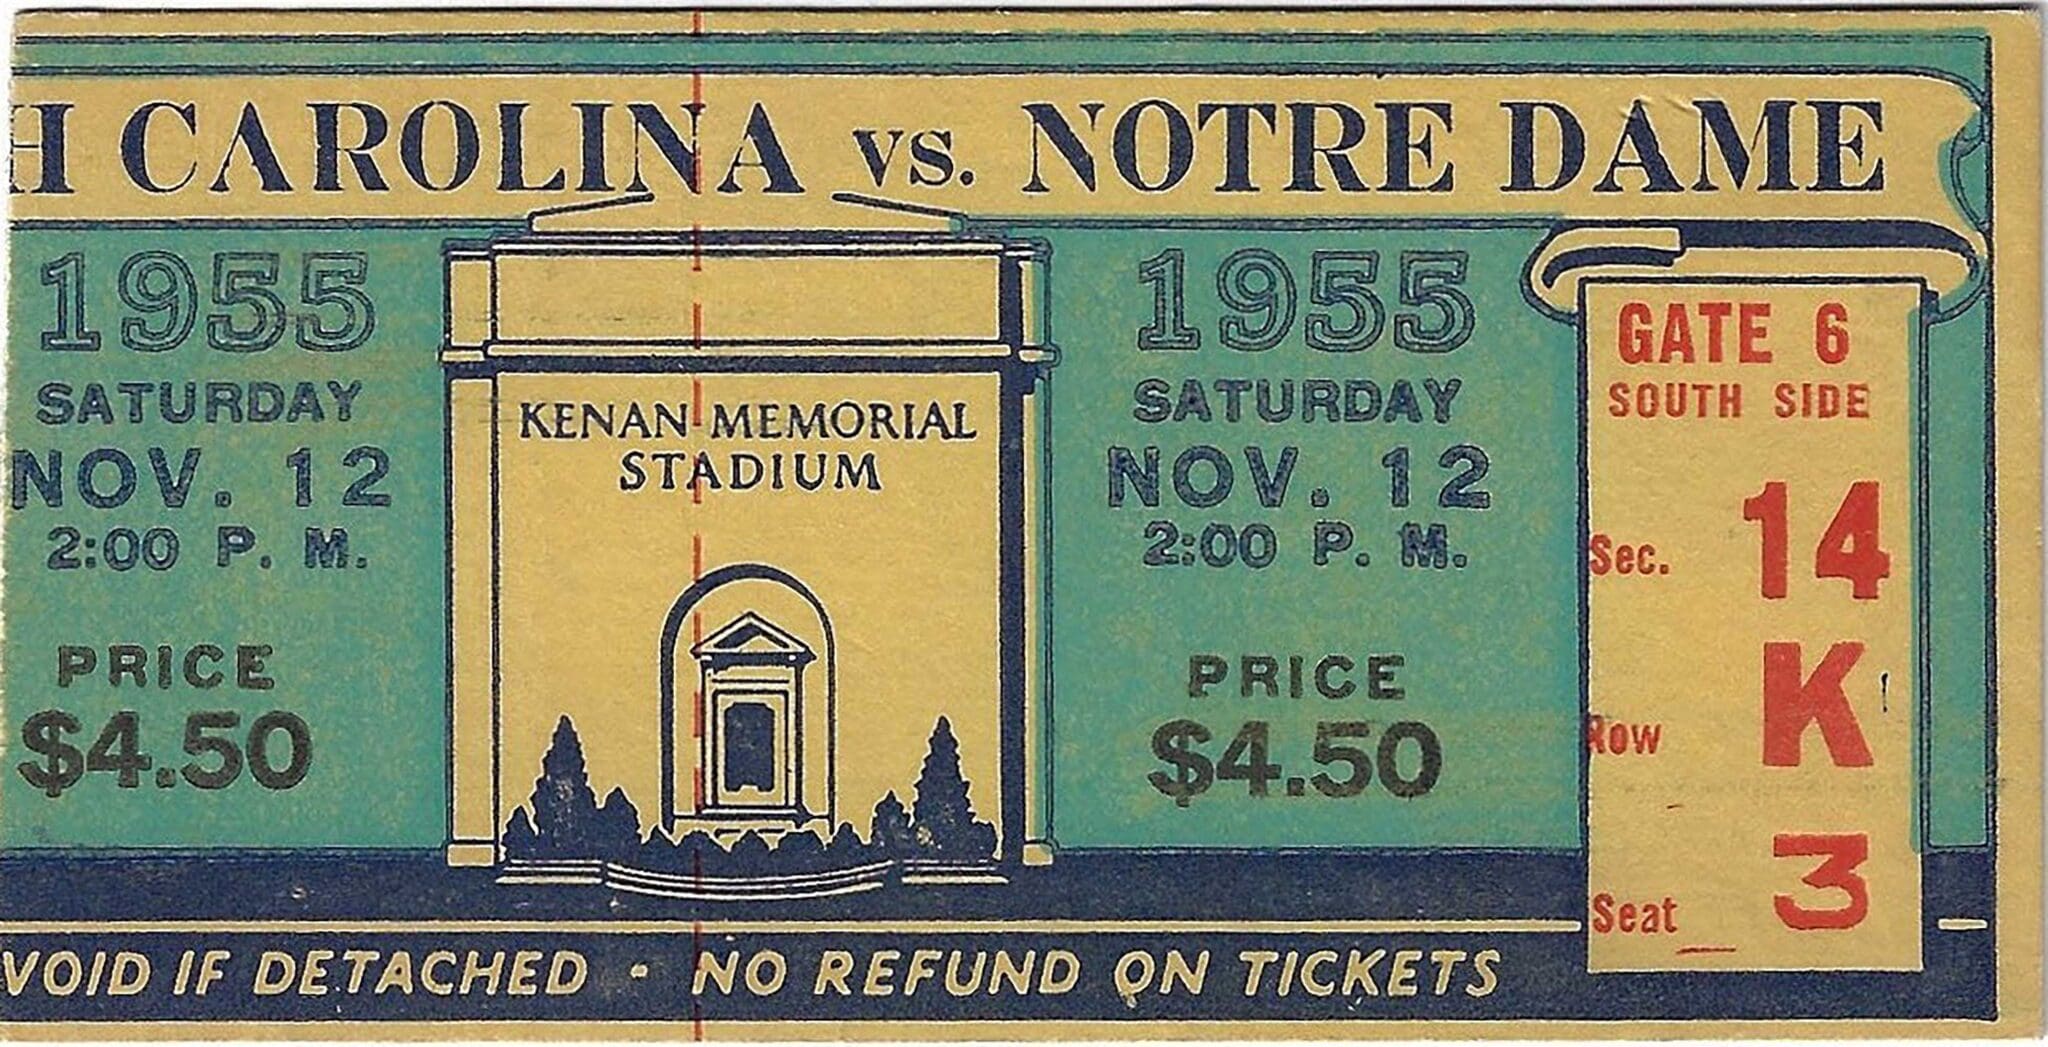 H CAROLINA vs. NOTRE DAME
1955
SATURDAY
NOV. 12
2:00 P. M.
PRICE
$4.50
KENAN MEMORIAL
STADIUM
1955
SATURDAY
NOV. 12
2:00 P. M.
PRICE
$4.50
GATE 6
SOUTH SIDE
Sec. 14
Row K
Seat 3
VOID IF DETACHED · NO REFUND ON TICKETS